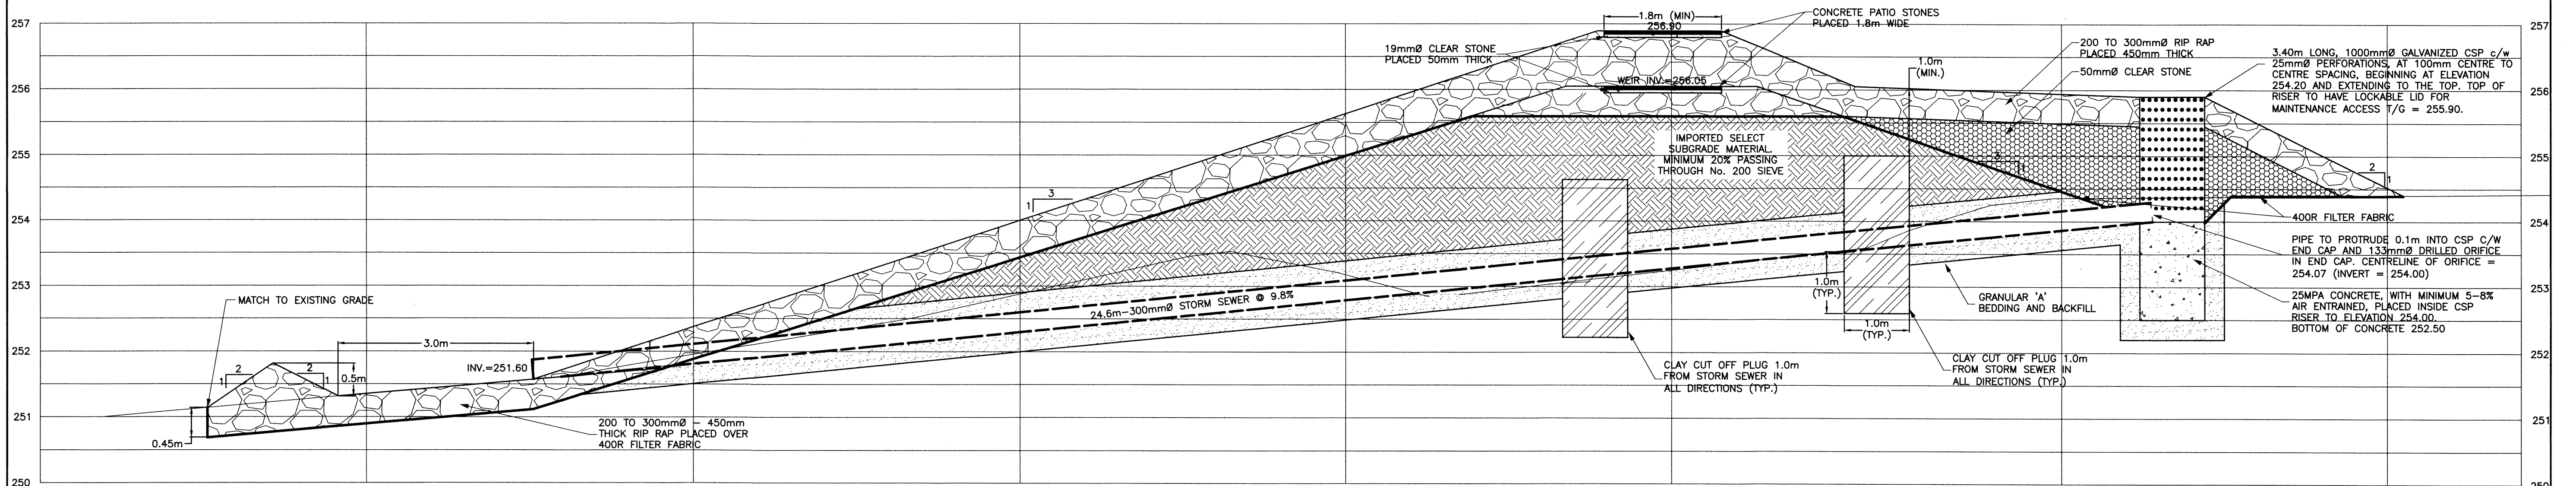 257
256
255
254
253
252
251
250
1.8m (MIN)
256.90
CONCRETE PATIO STONES
PLACED 1.8m WIDE
19mmØ CLEAR STONE
PLACED 50mm THICK
WEIR INV.=256.05
1.0m
(MIN.)
200 TO 300mmØ RIP RAP
PLACED 450mm THICK
50mmØ CLEAR STONE
3.40m LONG, 1000mmØ GALVANIZED CSP c/w
25mmØ PERFORATIONS, AT 100mm CENTRE TO
CENTRE SPACING, BEGINNING AT ELEVATION
254.20 AND EXTENDING TO THE TOP. TOP OF
RISER TO HAVE LOCKABLE LID FOR
MAINTENANCE ACCESS T/G = 255.90.
IMPORTED SELECT
SUBGRADE MATERIAL.
MINIMUM 20% PASSING
THROUGH No. 200 SIEVE
3
1
3
1
2
1
400R FILTER FABRIC
PIPE TO PROTRUDE 0.1m INTO CSP C/W
END CAP AND 133mmØ DRILLED ORIFICE
IN END CAP. CENTRELINE OF ORIFICE =
254.07 (INVERT = 254.00)
25MPA CONCRETE, WITH MINIMUM 5-8%
AIR ENTRAINED, PLACED INSIDE CSP
RISER TO ELEVATION 254.00.
BOTTOM OF CONCRETE 252.50
MATCH TO EXISTING GRADE
24.6m-300mmØ STORM SEWER @ 9.8%
1.0m
(TYP.)
1.0m
(TYP.)
GRANULAR 'A'
BEDDING AND BACKFILL
3.0m
INV.=251.60
2
1
2
1
0.5m
0.45m
CLAY CUT OFF PLUG 1.0m
FROM STORM SEWER IN
ALL DIRECTIONS (TYP.)
CLAY CUT OFF PLUG 1.0m
FROM STORM SEWER IN
ALL DIRECTIONS (TYP.)
200 TO 300mmØ - 450mm
THICK RIP RAP PLACED OVER
400R FILTER FABRIC
257
256
255
254
253
252
251
250